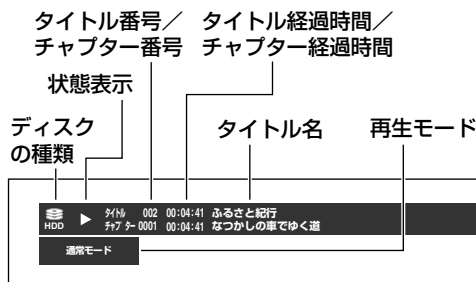 タイトル番号／
チャプター番号
タイトル経過時間／
チャプター経過時間
状態表示
ディスク
の種類
タイトル名
再生モード
HDD
ﾀｲﾄﾙ 002 00:04:41 ふるさと紀行
ﾁｬﾌﾟﾀｰ 0001 00:04:41 なつかしの車でゆく道
通常モード